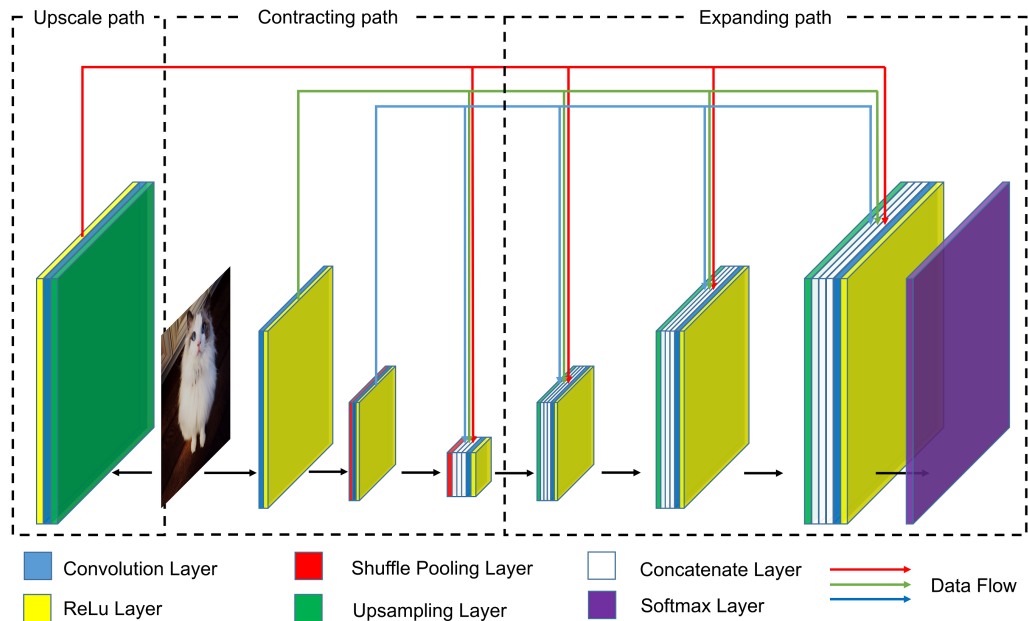 Upscale path
Contracting path
Expanding path
Convolution Layer
Shuffle Pooling Layer
Concatenate Layer
Data Flow
ReLu Layer
Upsampling Layer
Softmax Layer